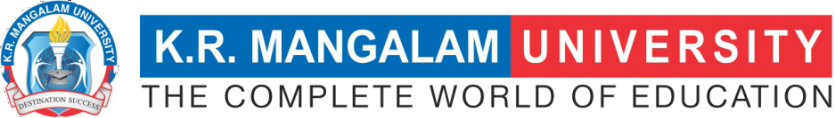 K.R. MANGALAM UNIVERSITY
DESTINATION SUCCESS
K.R. MANGALAM UNIVERSITY
THE COMPLETE WORLD OF EDUCATION